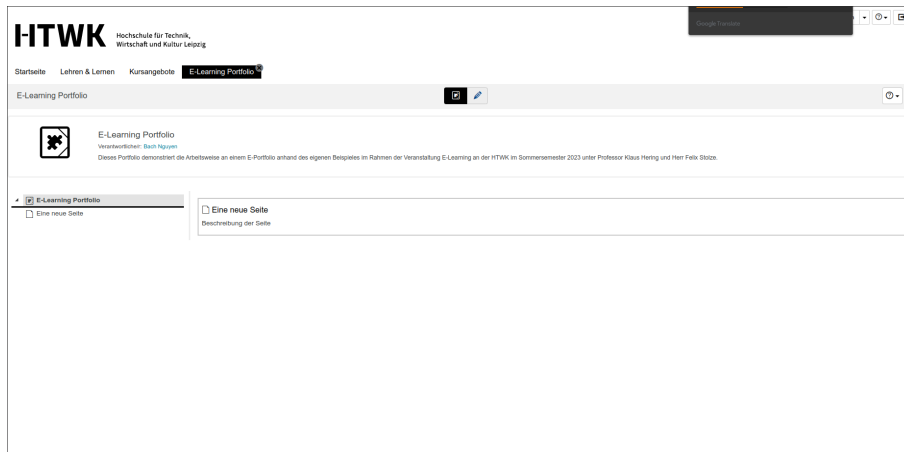 HTWK
Hochschule für Technik,
Wirtschaft und Kultur Leipzig
Google Translate
Startseite Lehren & Lernen Kursangebote E-Learning Portfolio
E-Learning Portfolio
E-Learning Portfolio
Verantwortliche/r: Bach Nguyen
Dieses Portfolio demonstriert die Arbeitsweise an einem E-Portfolio anhand des eigenen Beispieles im Rahmen der Veranstaltung E-Learning an der HTWK im Sommersemester 2023 unter Professor Klaus Hering und Herr Felix Stolze.
E-Learning Portfolio
Eine neue Seite
Eine neue Seite
Beschreibung der Seite